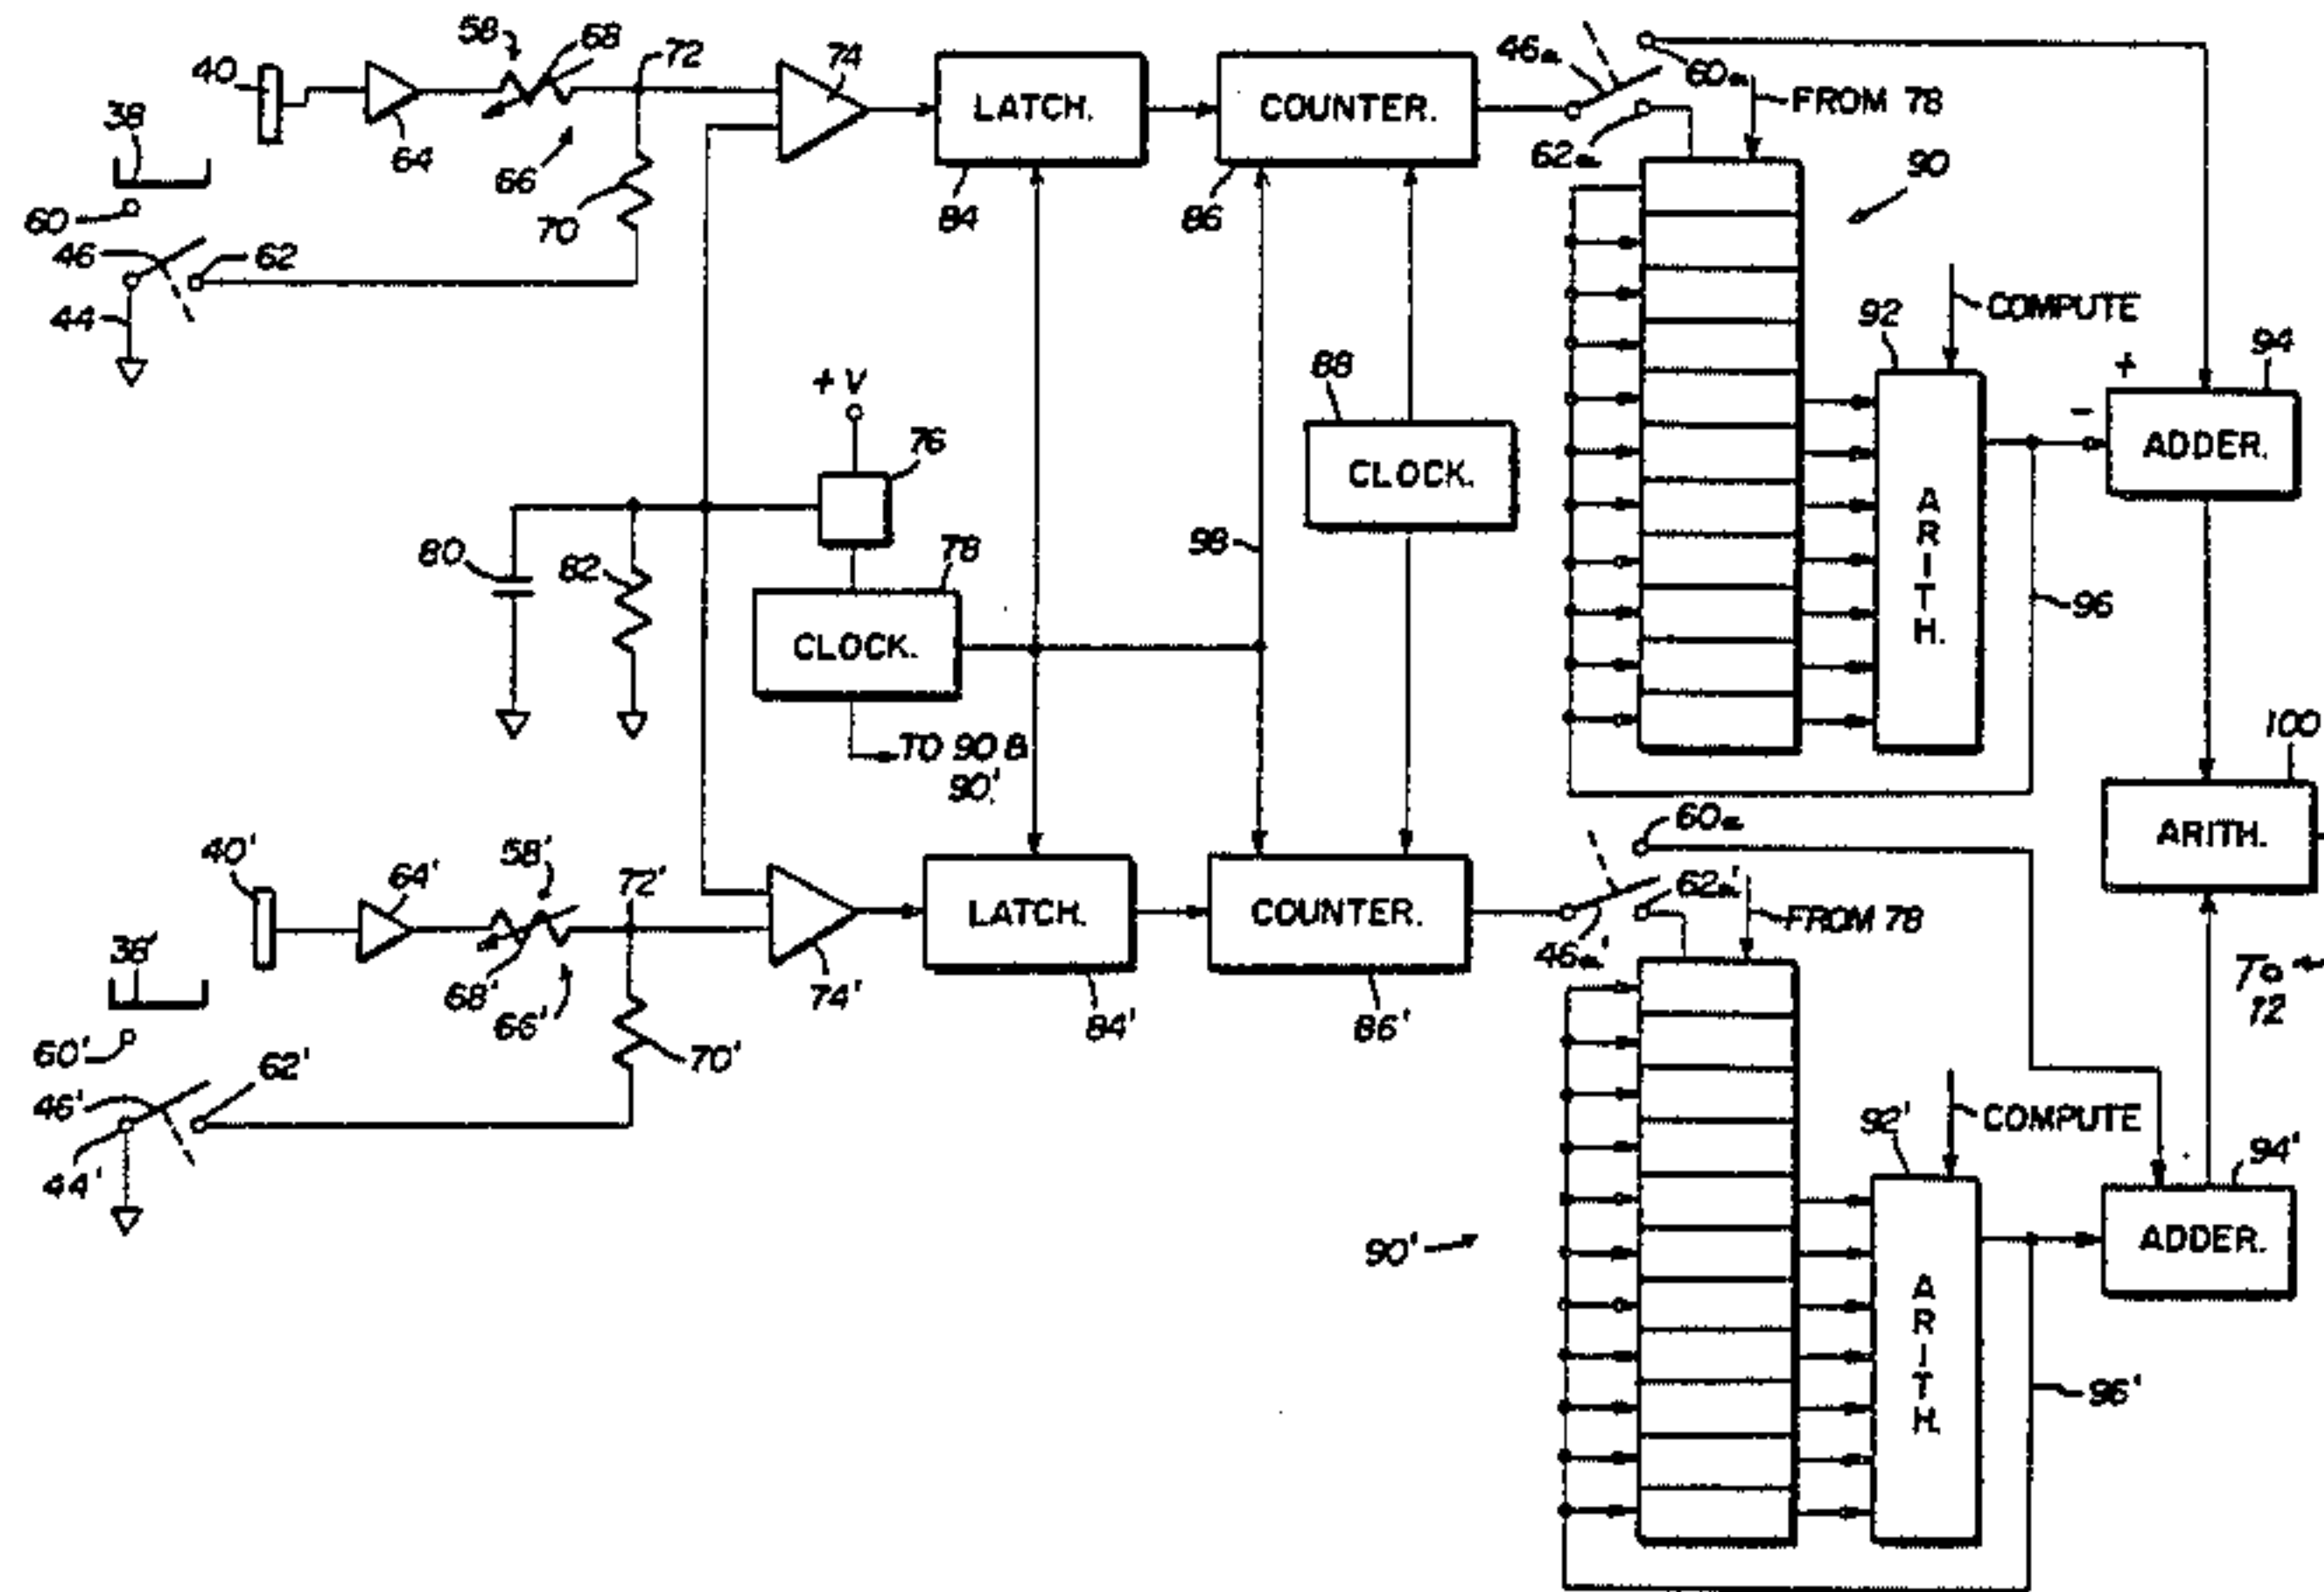 58
68
72
74
40
38
64
66
LATCH.
COUNTER.
46a
60a
FROM 78
62a
90
60
70
84
86
46
62
44
92
COMPUTE
94
+
+V
88
76
−
ADDER.
CLOCK.
80
82
78
98
ARITH.
96
CLOCK.
100
TO 90 &
90'
60a
ARITH.
40'
64'
58'
72'
62a'
LATCH.
COUNTER.
FROM 78
38'
68'
66'
74'
84'
86'
46a'
To
72
60'
62'
70'
46'
44'
92'
COMPUTE
94'
90'
ADDER.
ARITH
96'